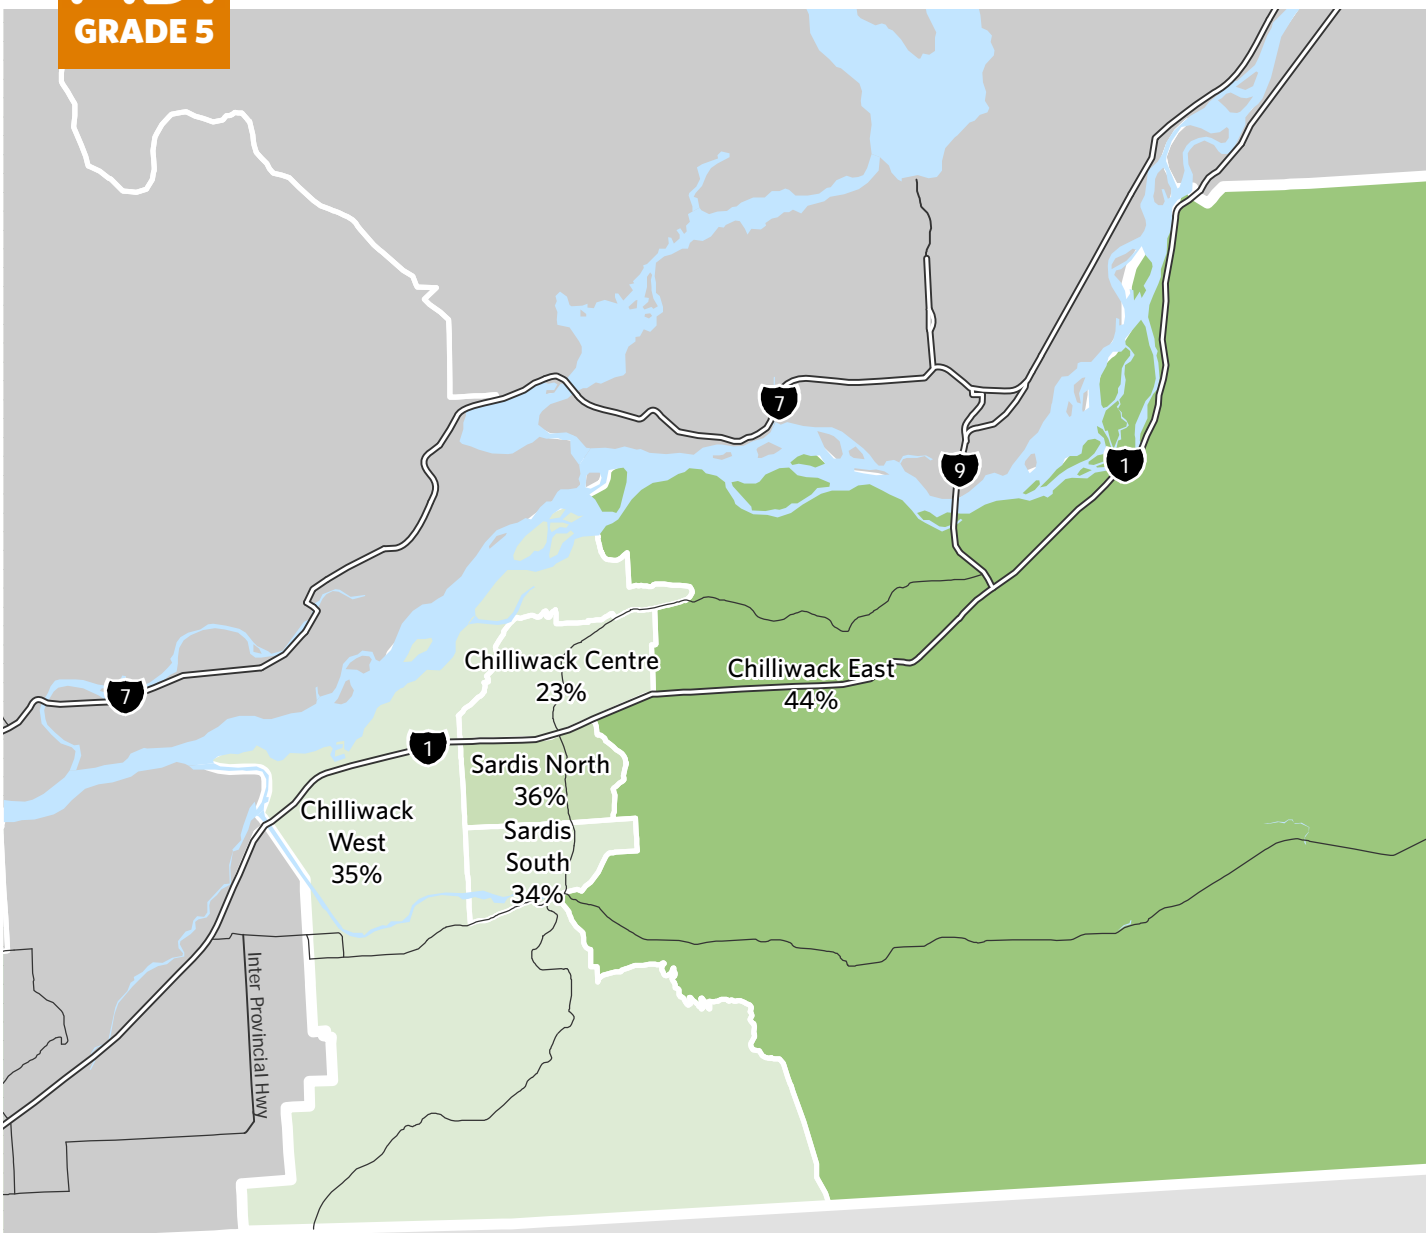 GRADE 5
7
9
1
Chilliwack Centre
23%
Chilliwack East
44%
7
1
Sardis North
36%
Chilliwack
West
35%
Sardis
South
34%
Inter Provincial Hwy